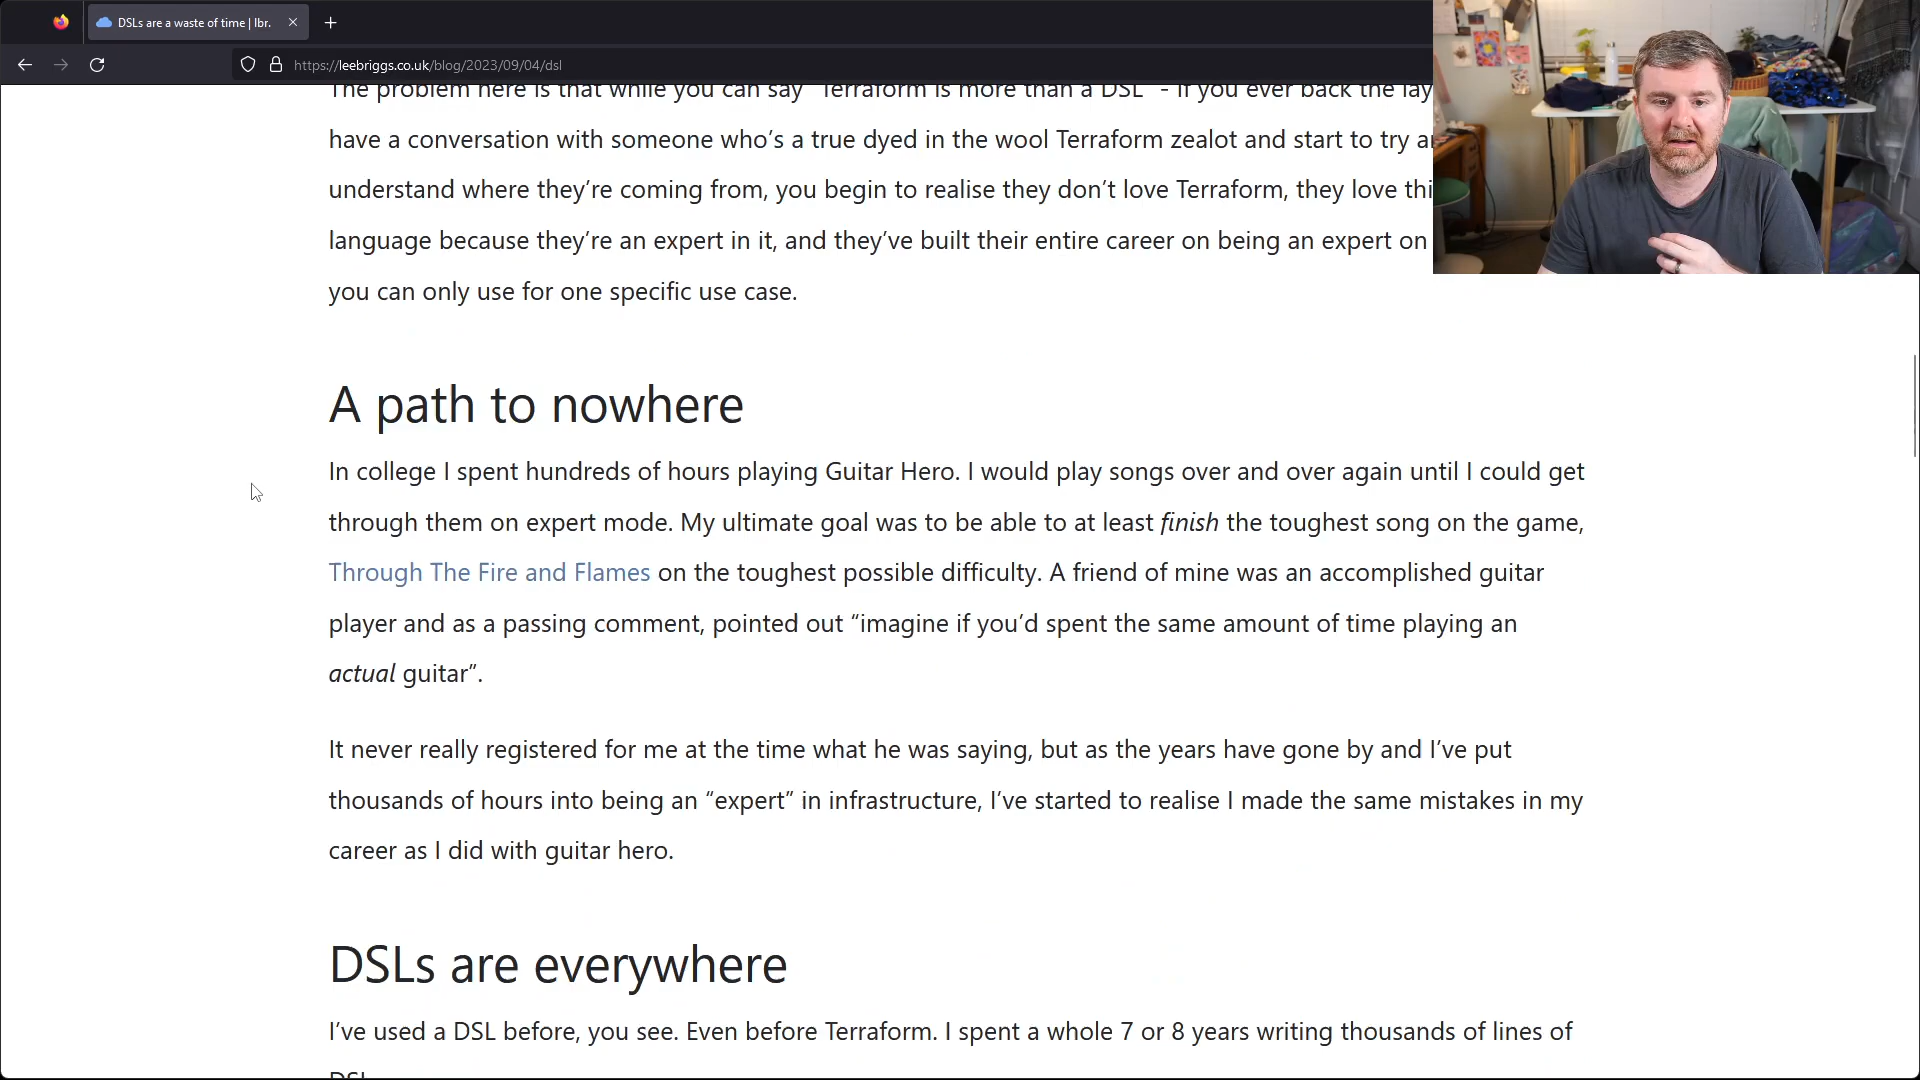 DSLs are a waste of time | lbr.
https://leebriggs.co.uk/blog/2023/09/04/dsl
The problem here is that while you can say "Terraform is more than a DSL" - if you ever back the lay
have a conversation with someone who’s a true dyed in the wool Terraform zealot and start to try
understand where they’re coming from, you begin to realise they don’t love Terraform, they love
language because they’re an expert in it, and they’ve built their entire career on being an expert on
you can only use for one specific use case.
A path to nowhere
In college I spent hundreds of hours playing Guitar Hero. I would play songs over and over again until I could get
through them on expert mode. My ultimate goal was to be able to at least finish the toughest song on the game,
Through The Fire and Flames on the toughest possible difficulty. A friend of mine was an accomplished guitar
player and as a passing comment, pointed out “imagine if you’d spent the same amount of time playing an
actual guitar”.
It never really registered for me at the time what he was saying, but as the years have gone by and I’ve put
thousands of hours into being an “expert” in infrastructure, I’ve started to realise I made the same mistakes in my
career as I did with guitar hero.
DSLs are everywhere
I’ve used a DSL before, you see. Even before Terraform. I spent a whole 7 or 8 years writing thousands of lines of
DSL